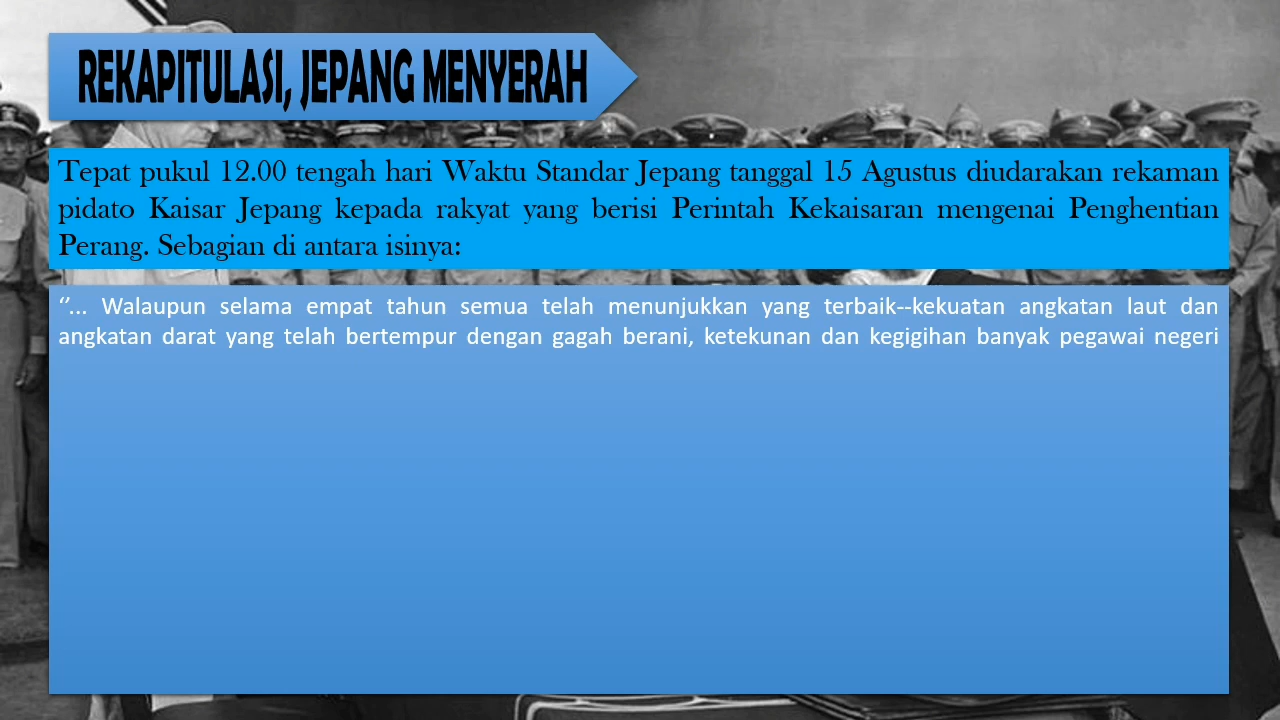 REKAPITULASI, JEPANG MENYERAH
Tepat pukul 12.00 tengah hari Waktu Standar Jepang tanggal 15 Agustus diudarakan rekaman
pidato Kaisar Jepang kepada rakyat yang berisi Perintah Kekaisaran mengenai Penghentian
Perang. Sebagian di antara isinya:
‘’... Walaupun selama empat tahun semua telah menunjukkan yang terbaik--kekuatan angkatan laut dan
angkatan darat yang telah bertempur dengan gagah berani, ketekunan dan kegigihan banyak pegawai negeri